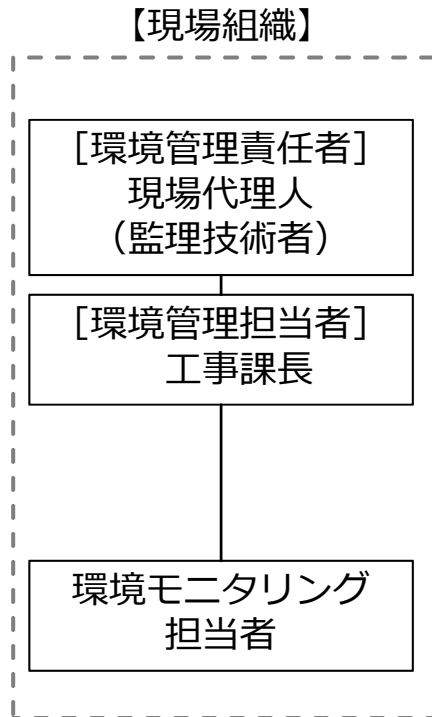 【現場組織】
［環境管理責任者］
現場代理人
（監理技術者）
［環境管理担当者］
工事課長
環境モニタリング
担当者